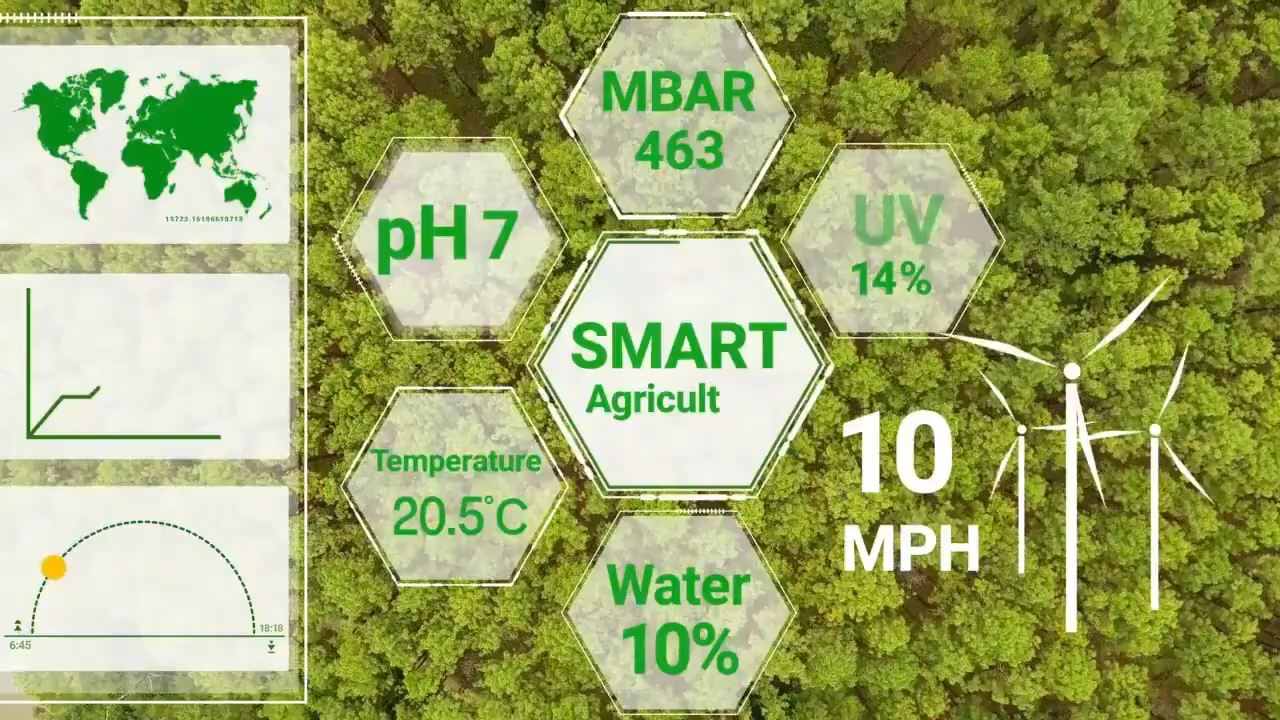 MBAR
463
pH 7
UV
14%
SMART
Agricult
Temperature
20.5°C
10
MPH
Water
10%
18:18
6:45